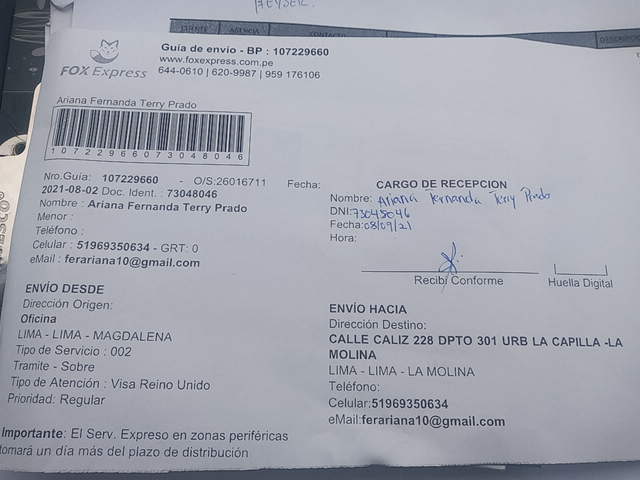 CLIENTE AGENCIA CONTACTO
FOX Express
Guía de envío - BP : 107229660
www.foxexpress.com.pe
644-0610 | 620-9987 | 959 176106
Ariana Fernanda Terry Prado
10722966073048046
Nro.Guía: 107229660 - O/S:26016711 Fecha:
2021-08-02 Doc. Ident. : 73048046
Nombre : Ariana Fernanda Terry Prado
Menor :
Teléfono :
Celular : 51969350634 - GRT: 0
eMail : ferariana10@gmail.com
CARGO DE RECEPCION
Nombre: Ariana Fernanda Terry Prado
DNI:73048046
Fecha:08/09/21
Hora:
Recibí Conforme
Huella Digital
ENVÍO DESDE
Dirección Origen:
Oficina
LIMA - LIMA - MAGDALENA
Tipo de Servicio : 002
Tramite - Sobre
Tipo de Atención : Visa Reino Unido
Prioridad: Regular
ENVÍO HACIA
Dirección Destino:
CALLE CALIZ 228 DPTO 301 URB LA CAPILLA -LA
MOLINA
LIMA - LIMA - LA MOLINA
Teléfono:
Celular:51969350634
eMail:ferariana10@gmail.com
Importante: El Serv. Expreso en zonas periféricas
tomará un día más del plazo de distribución